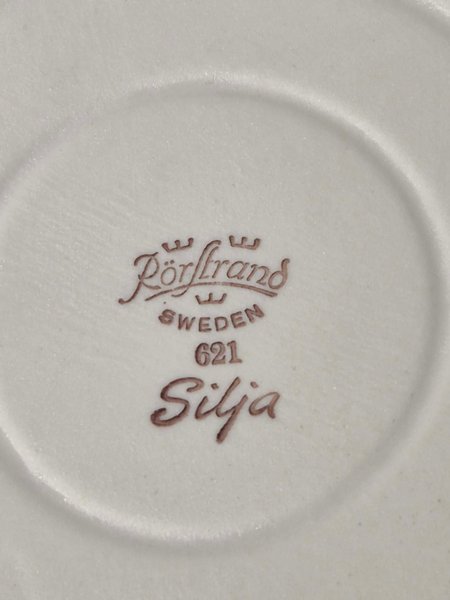 Rörstrand
SWEDEN
621
Silja